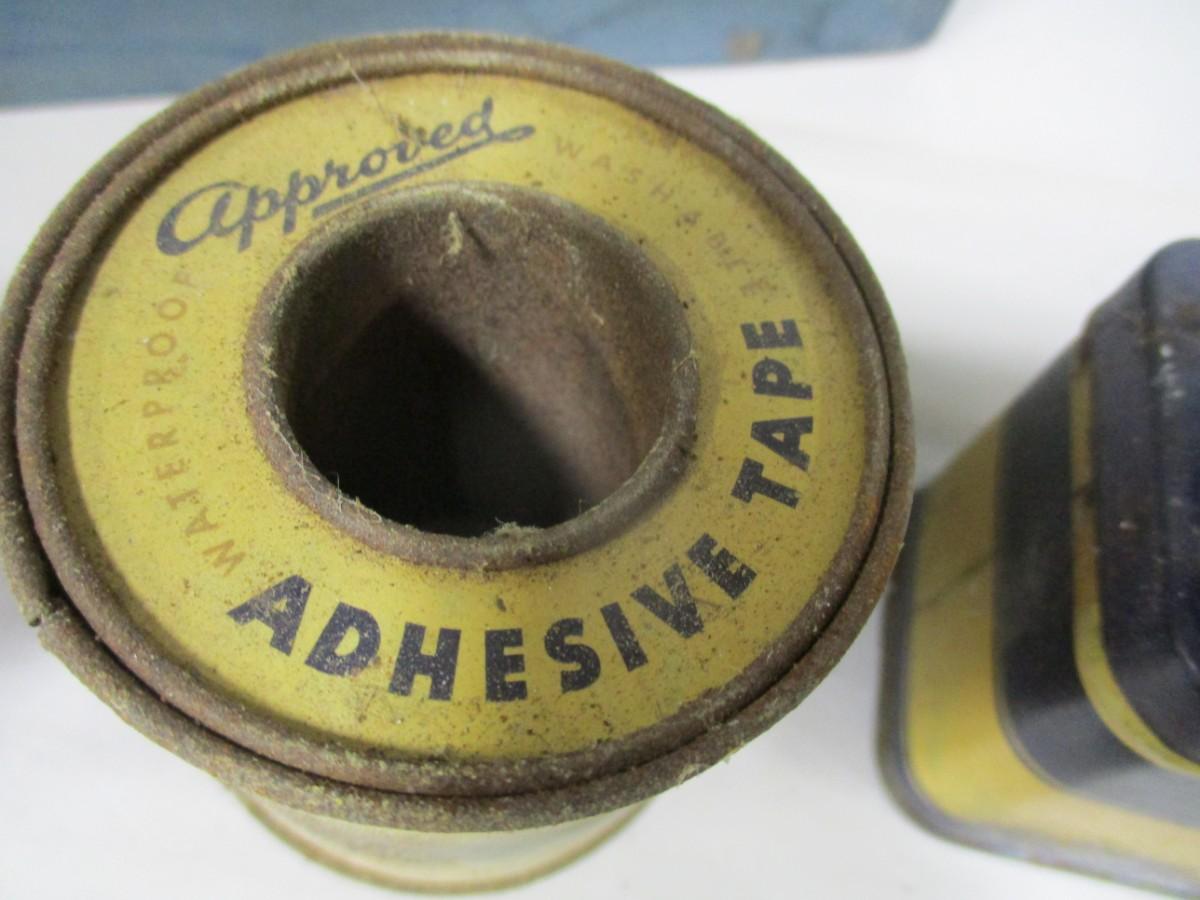 Approved
WATERPROOF
WASHABLE
ADHESIVE TAPE